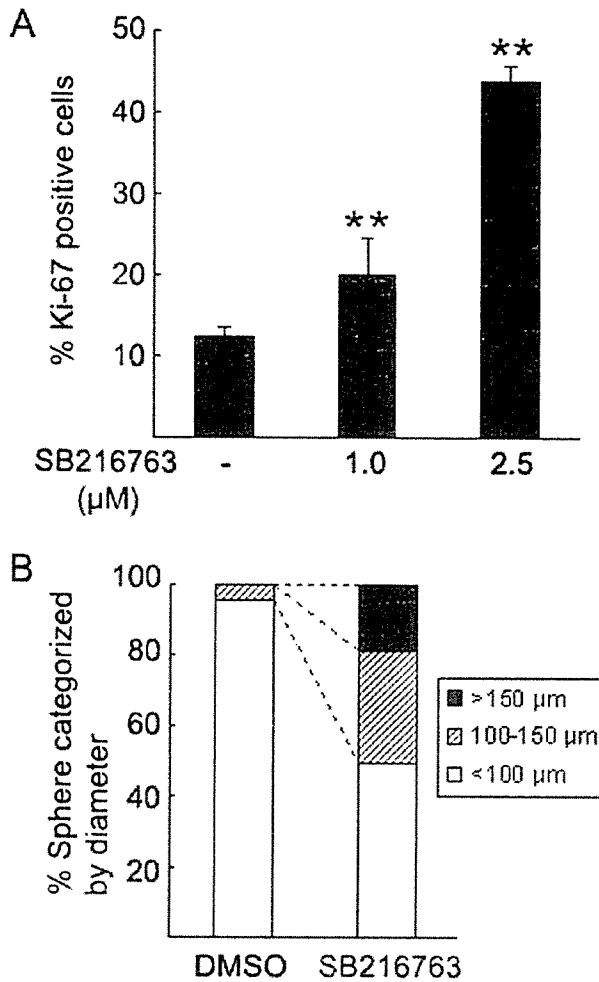 A
% Ki-67 positive cells
50
40
30
20
10
**
**
SB216763 - 1.0 2.5
(µM)
B
% Sphere categorized
by diameter
100
80
60
40
20
>150 µm
100-150 µm
<100 µm
DMSO SB216763